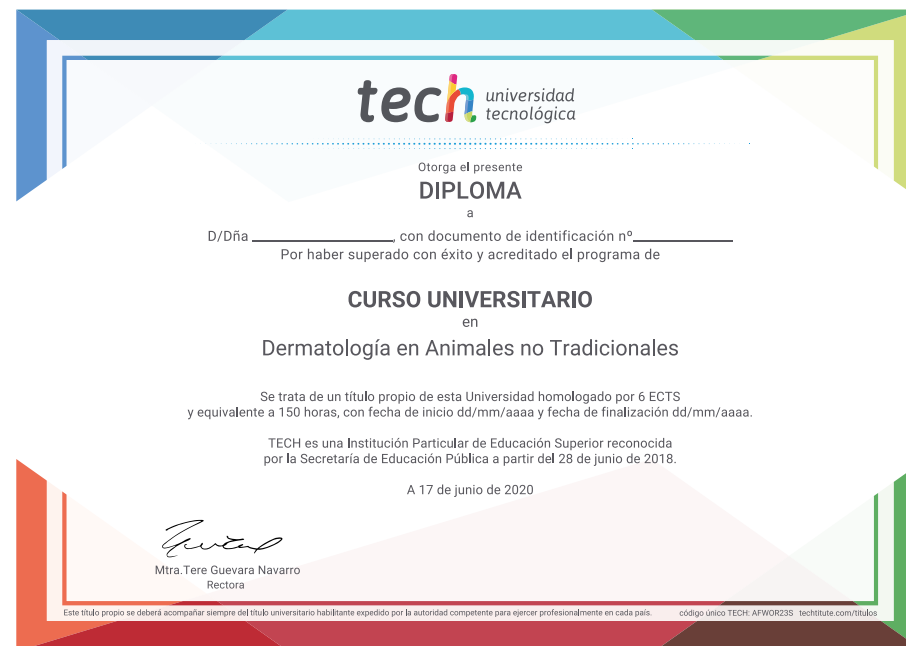 tech universidad
tecnológica
Otorga el presente
DIPLOMA
a
D/Dña ____________________, con documento de identificación nº______________
Por haber superado con éxito y acreditado el programa de
CURSO UNIVERSITARIO
en
Dermatología en Animales no Tradicionales
Se trata de un título propio de esta Universidad homologado por 6 ECTS
y equivalente a 150 horas, con fecha de inicio dd/mm/aaaa y fecha de finalización dd/mm/aaaa.
TECH es una Institución Particular de Educación Superior reconocida
por la Secretaría de Educación Pública a partir del 28 de junio de 2018.
A 17 de junio de 2020
Mtra.Tere Guevara Navarro
Rectora
Este título propio se deberá acompañar siempre del título universitario habilitante expedido por la autoridad competente para ejercer profesionalmente en cada país. código único TECH: AFWOR23S techtitute.com/titulos